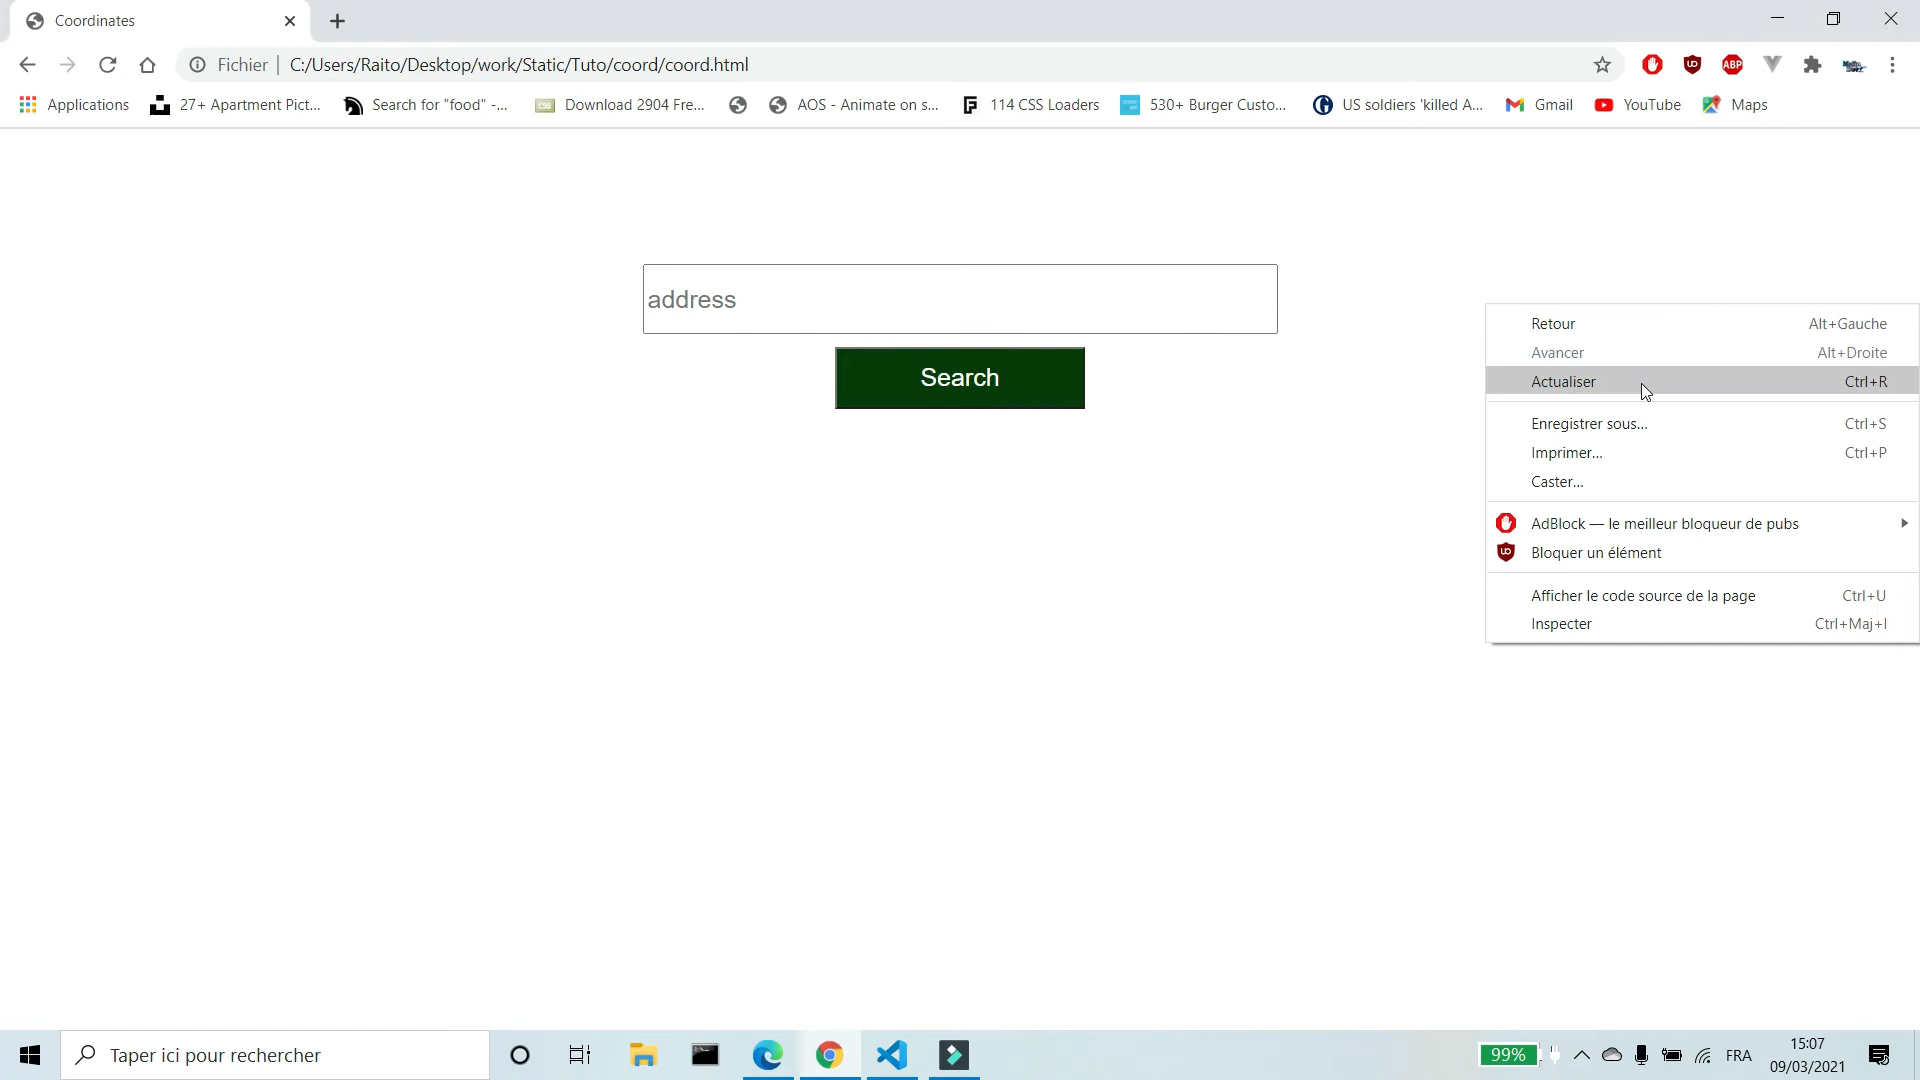 Coordinates
Fichier C:/Users/Raito/Desktop/work/Static/Tuto/coord/coord.html
ABP
Applications 27+ Apartment Pict... Search for "food" -... Download 2904 Fre... AOS - Animate on s... 114 CSS Loaders 530+ Burger Custo... US soldiers 'killed A... Gmail YouTube Maps
address
Search
Retour Alt+Gauche
Avancer Alt+Droite
Actualiser Ctrl+R
Enregistrer sous... Ctrl+S
Imprimer... Ctrl+P
Caster...
AdBlock — le meilleur bloqueur de pubs
Bloquer un élément
Afficher le code source de la page Ctrl+U
Inspecter Ctrl+Maj+I
Taper ici pour rechercher
99%
FRA
15:07
09/03/2021